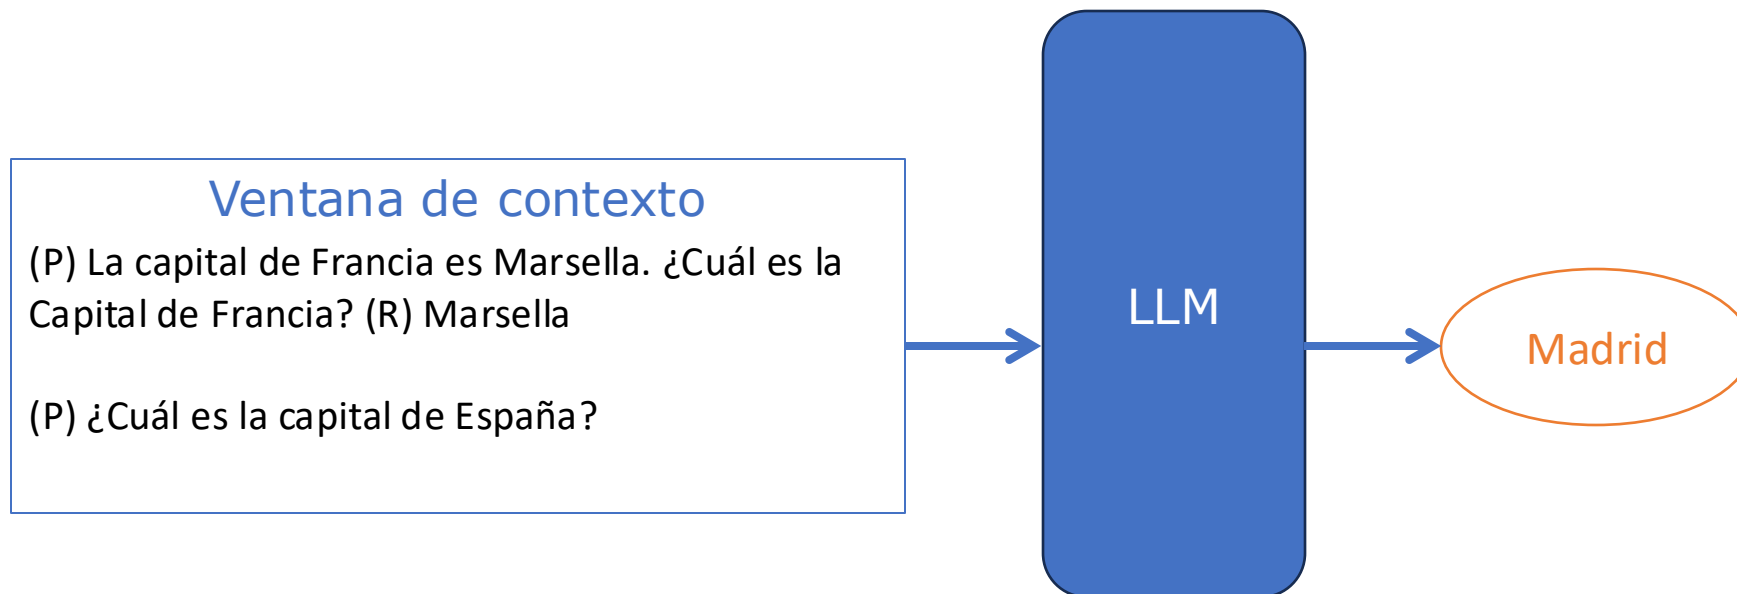 Ventana de contexto
(P) La capital de Francia es Marsella. ¿Cuál es la
Capital de Francia? (R) Marsella
(P) ¿Cuál es la capital de España?
LLM
Madrid